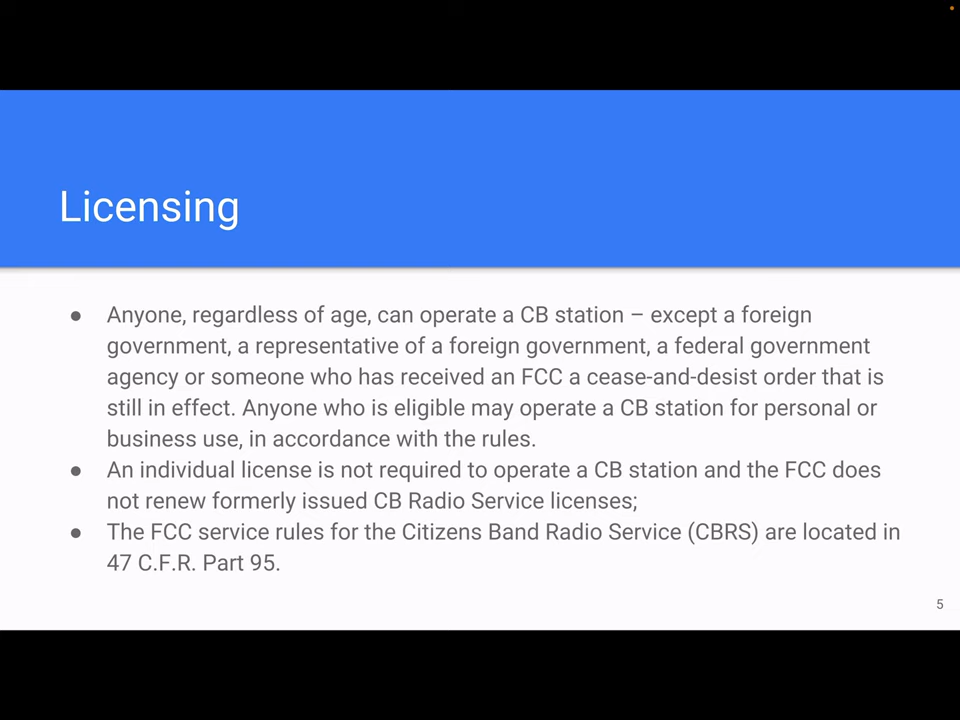 Licensing
● Anyone, regardless of age, can operate a CB station – except a foreign
government, a representative of a foreign government, a federal government
agency or someone who has received an FCC a cease-and-desist order that is
still in effect. Anyone who is eligible may operate a CB station for personal or
business use, in accordance with the rules.
● An individual license is not required to operate a CB station and the FCC does
not renew formerly issued CB Radio Service licenses;
● The FCC service rules for the Citizens Band Radio Service (CBRS) are located in
47 C.F.R. Part 95.
5